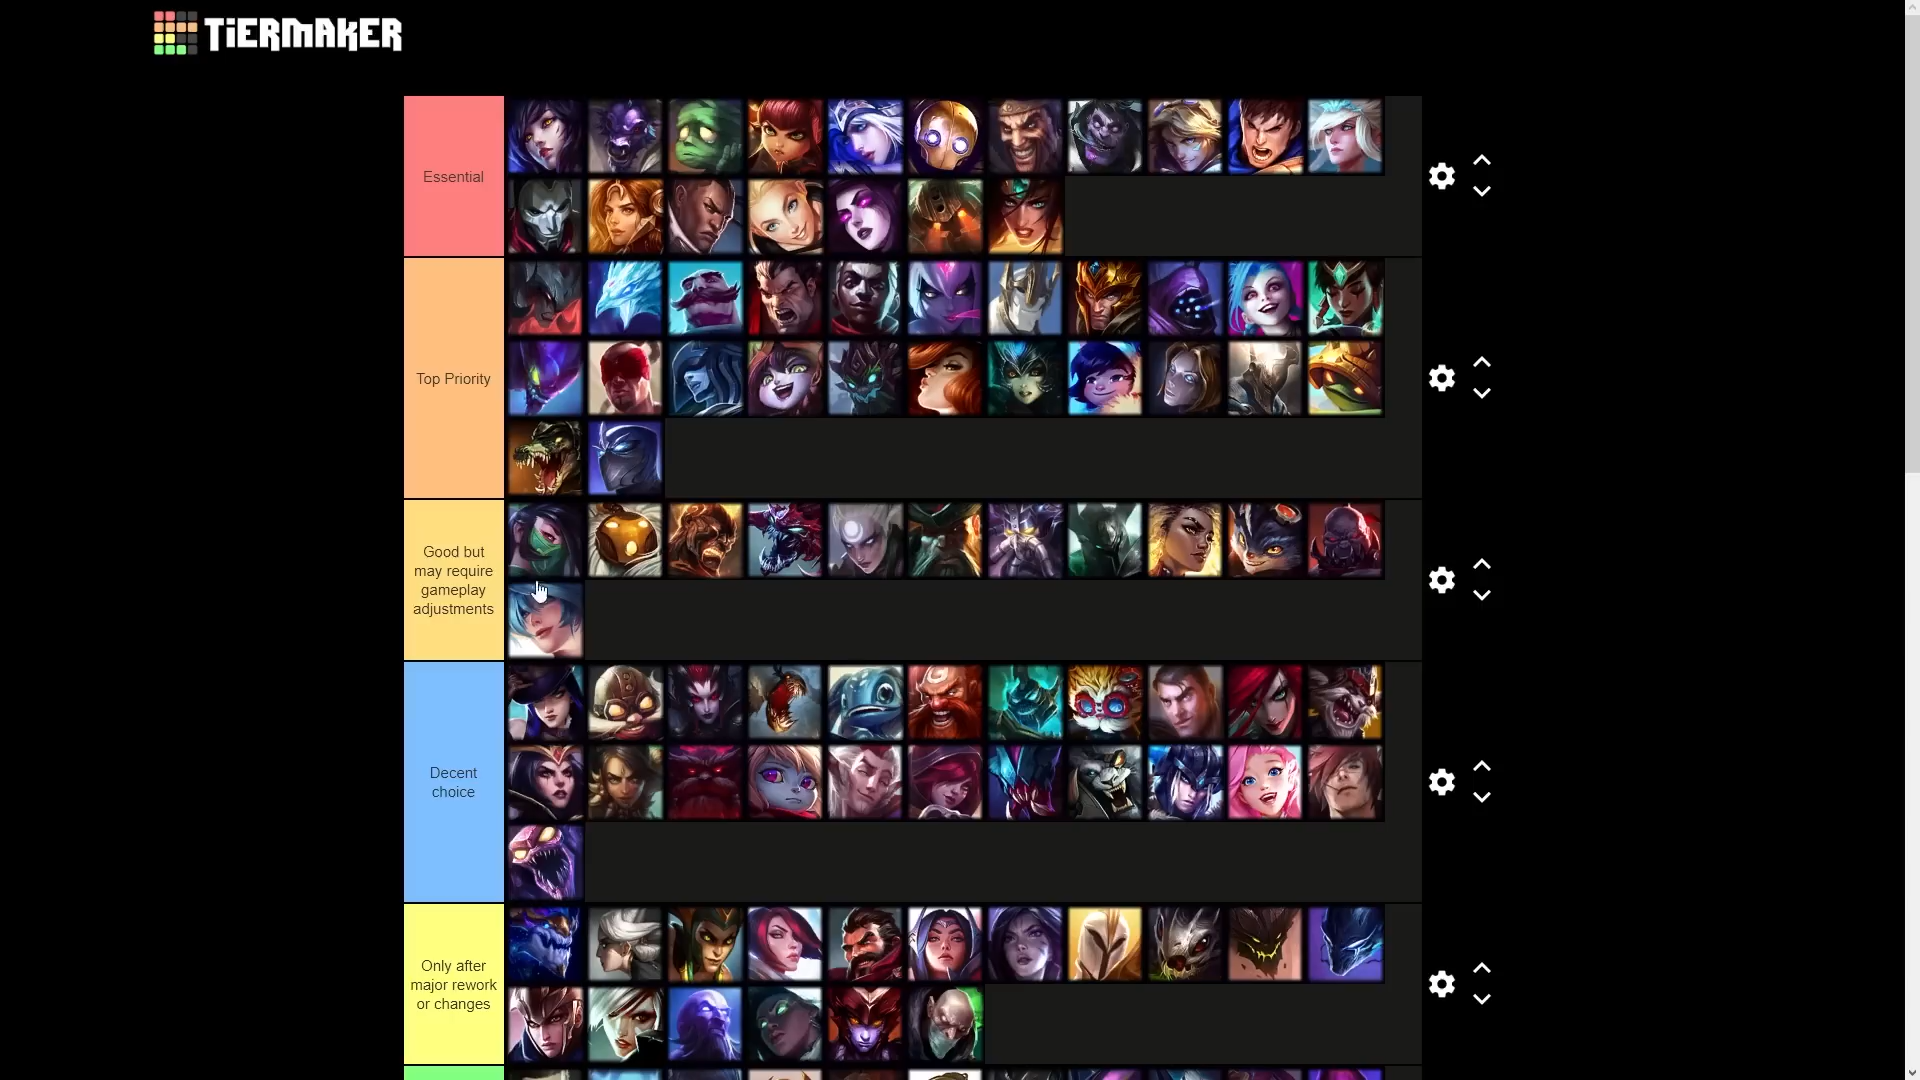 TiERMAKER
Essential
Top Priority
Good but
may require
gameplay
adjustments
Decent
choice
Only after
major rework
or changes